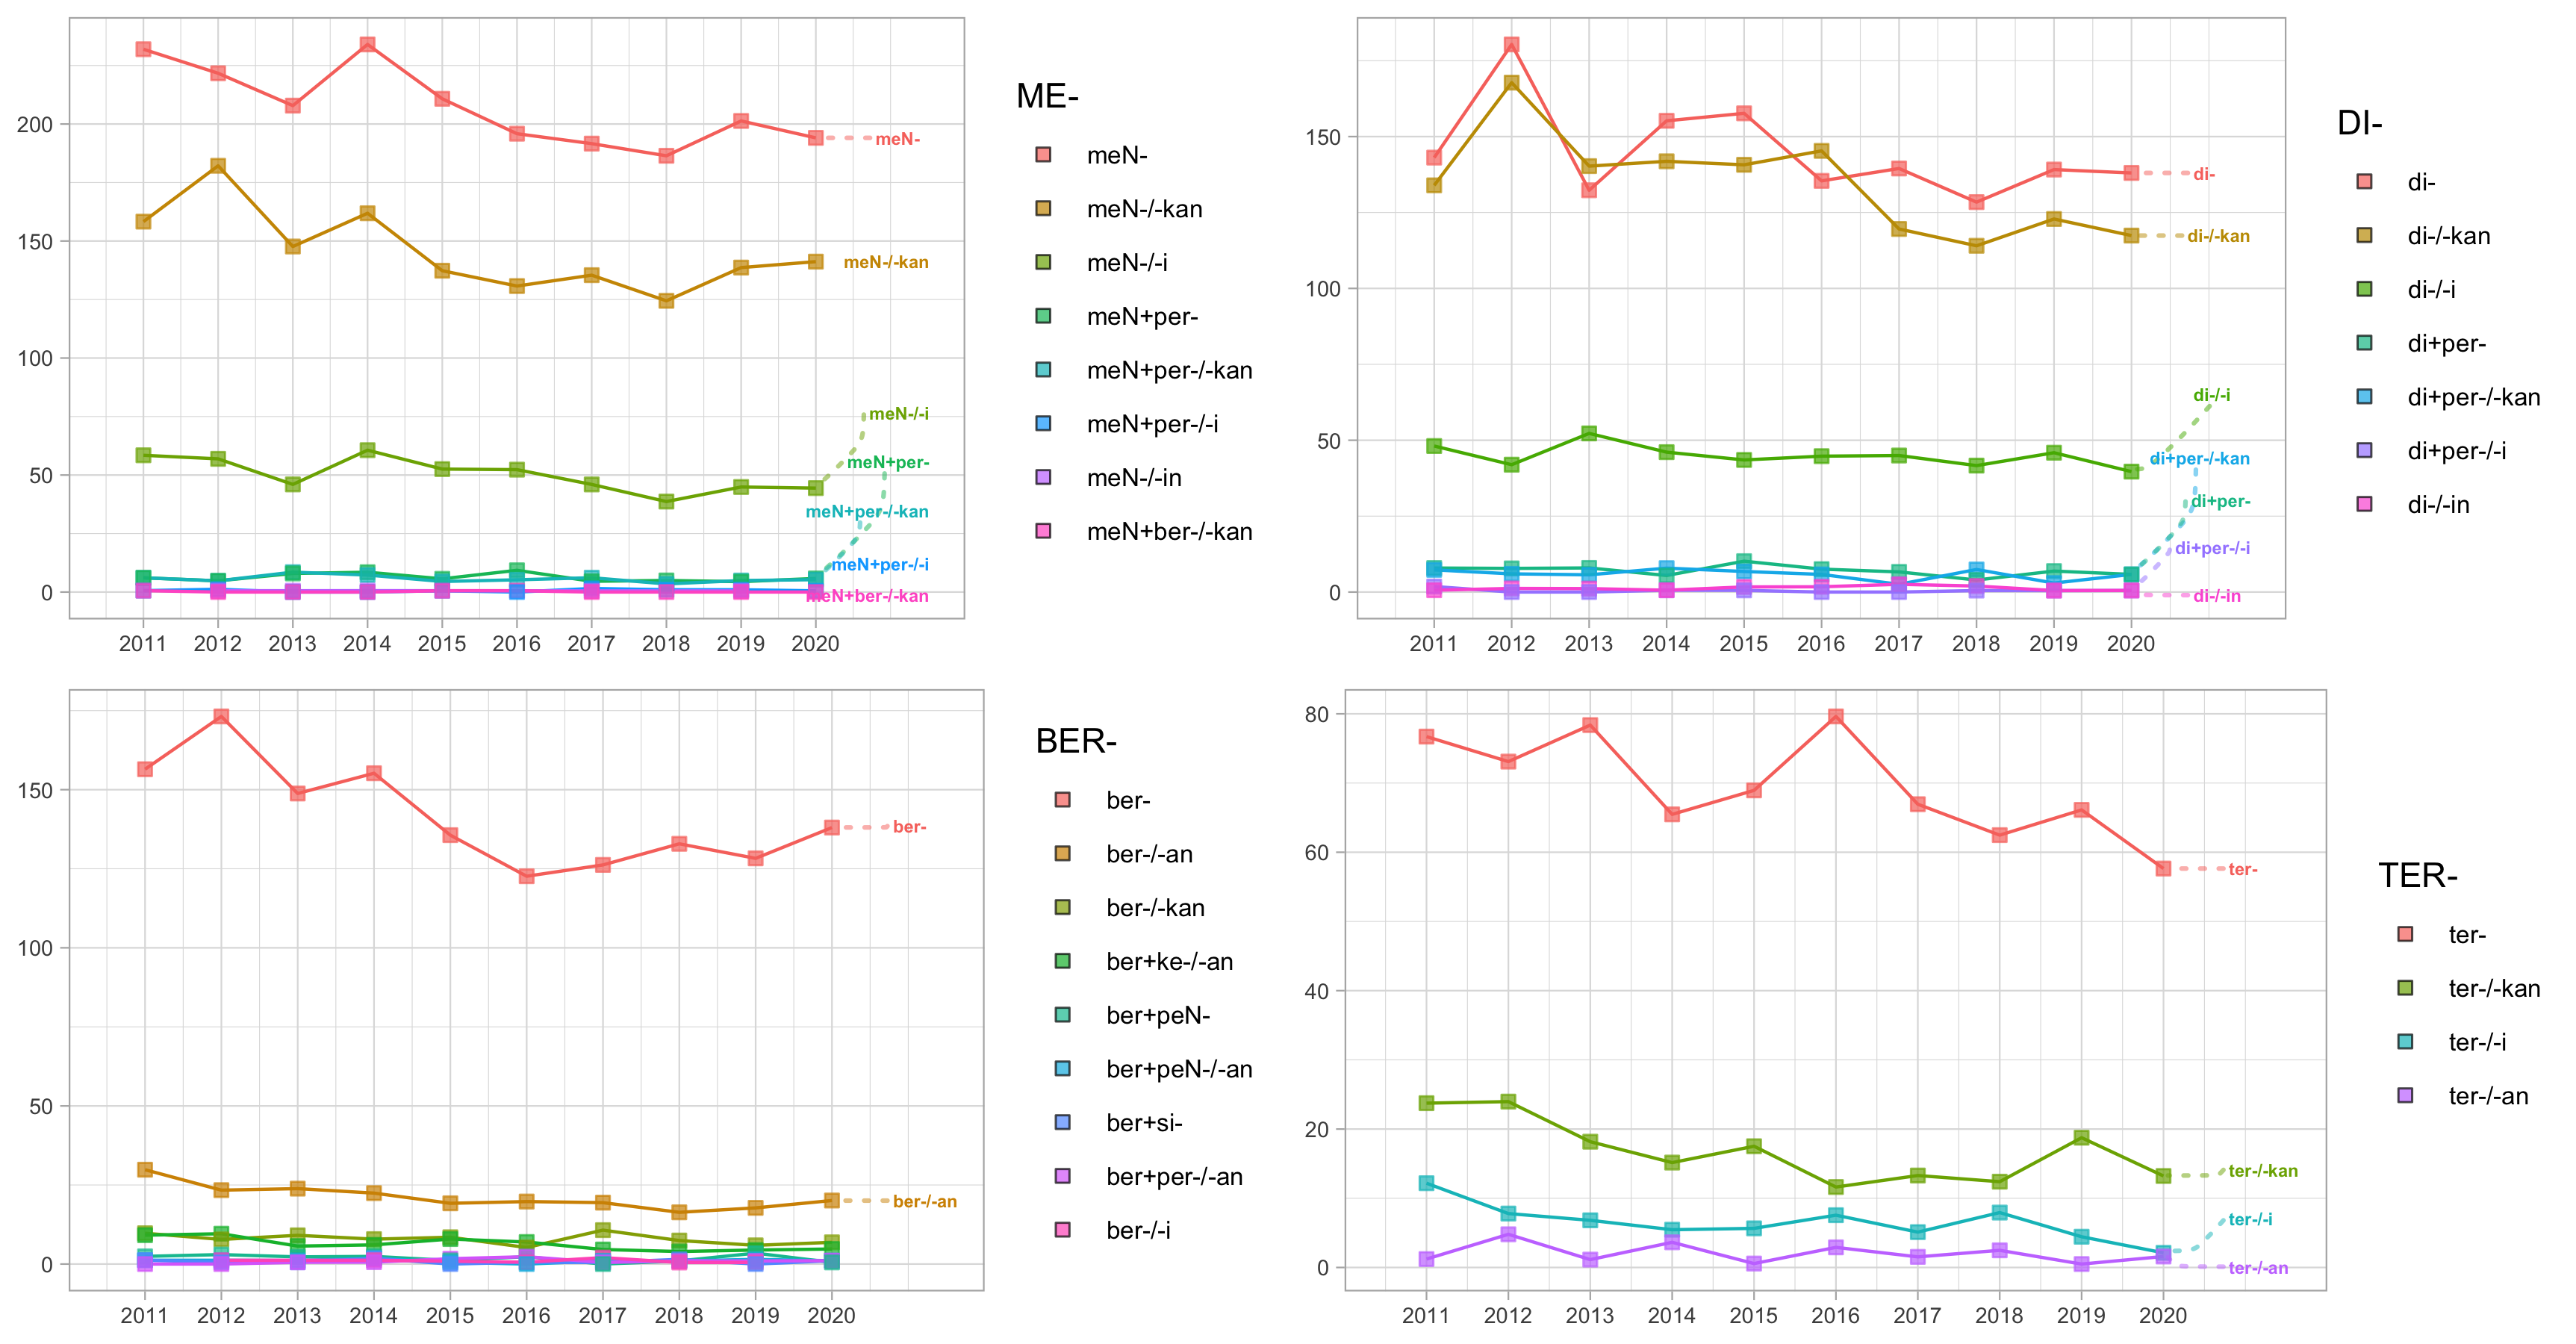 200
150
100
50
0
2011 2012 2013 2014 2015 2016 2017 2018 2019 2020
meN-
meN-/-kan
meN-/-i
meN+per-
meN+per-/-kan
meN+per-/-i
meN+ber-/-kan
ME-
meN-
meN-/-kan
meN-/-i
meN+per-
meN+per-/-kan
meN+per-/-i
meN-/-in
meN+ber-/-kan
150
100
50
0
2011 2012 2013 2014 2015 2016 2017 2018 2019 2020
di-
di-/-kan
di-/-i
di+per-/-kan
di+per-
di+per-/-i
di-/-in
DI-
di-
di-/-kan
di-/-i
di+per-
di+per-/-kan
di+per-/-i
di-/-in
150
100
50
0
2011 2012 2013 2014 2015 2016 2017 2018 2019 2020
ber-
ber-/-an
BER-
ber-
ber-/-an
ber-/-kan
ber+ke-/-an
ber+peN-
ber+peN-/-an
ber+si-
ber+per-/-an
ber-/-i
80
60
40
20
0
2011 2012 2013 2014 2015 2016 2017 2018 2019 2020
ter-
ter-/-kan
ter-/-i
ter-/-an
TER-
ter-
ter-/-kan
ter-/-i
ter-/-an